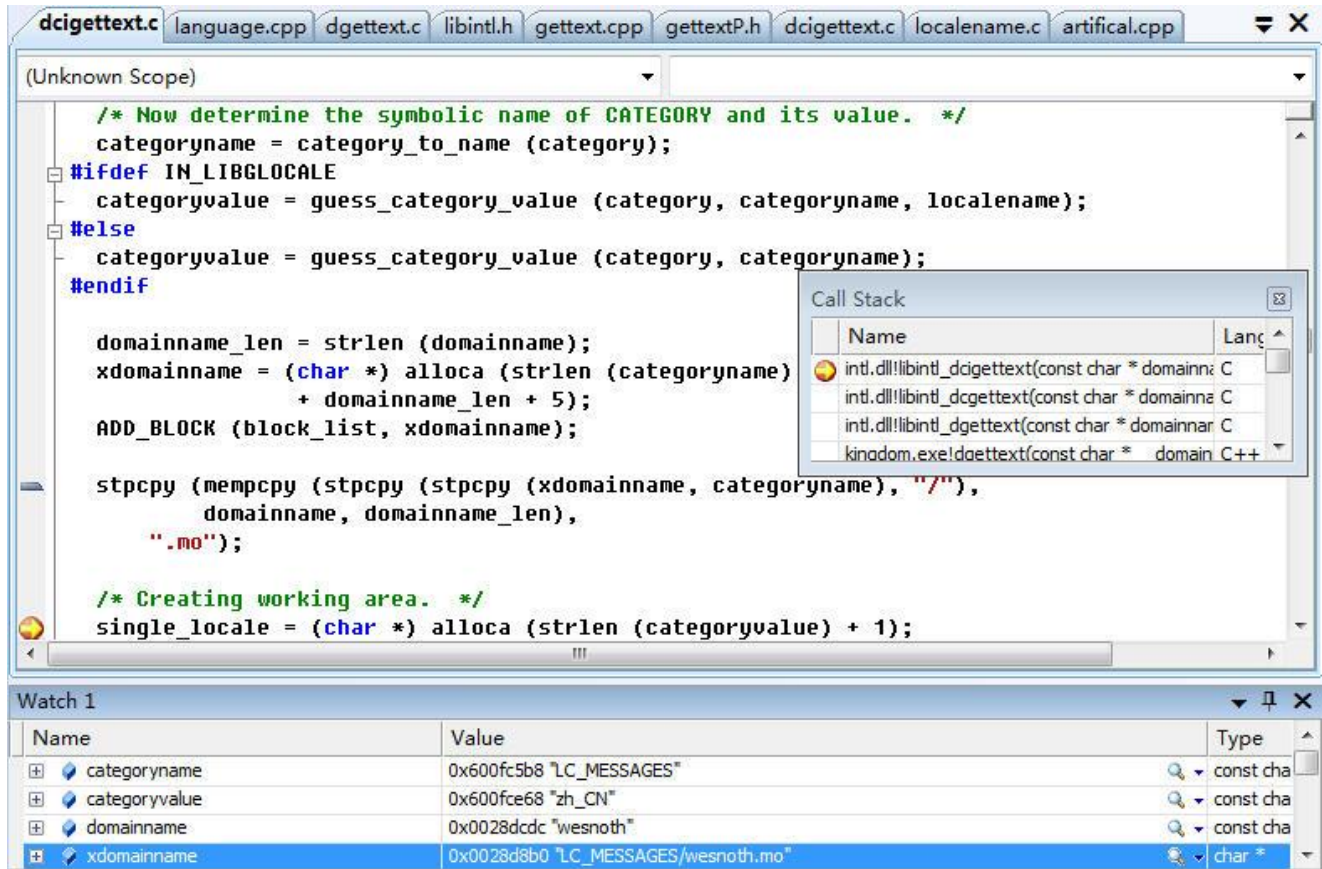 dcigettext.c language.cpp dgettext.c libintl.h gettext.cpp gettextP.h dcigettext.c localename.c artifical.cpp
(Unknown Scope)
/* Now determine the symbolic name of CATEGORY and its value.  */
categoryname = category_to_name (category);
#ifdef IN_LIBGLOCALE
categoryvalue = guess_category_value (category, categoryname, localename);
#else
categoryvalue = guess_category_value (category, categoryname);
#endif
domainname_len = strlen (domainname);
xdomainname = (char *) alloca (strlen (categoryname)
+ domainname_len + 5);
ADD_BLOCK (block_list, xdomainname);
stpcpy (mempcpy (stpcpy (stpcpy (xdomainname, categoryname), "/"),
domainname, domainname_len),
".mo");
/* Creating working area.  */
single_locale = (char *) alloca (strlen (categoryvalue) + 1);
Call Stack
Name Lang
intl.dll!libintl_dcigettext(const char * domainna C
intl.dll!libintl_dcgettext(const char * domainna C
intl.dll!libintl_dgettext(const char * domainnar C
kingdom.exe!dgettext(const char * domain C++
Watch 1
Name Value Type
categoryname 0x600fc5b8 "LC_MESSAGES" const cha
categoryvalue 0x600fce68 "zh_CN" const cha
domainname 0x0028dcdc "wesnoth" const cha
xdomainname 0x0028d8b0 "LC_MESSAGES/wesnoth.mo" char *